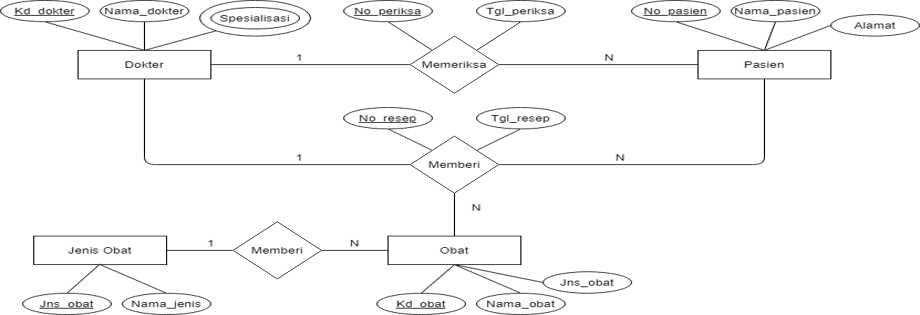 Kd_dokter
Nama_dokter
Spesialisasi
No_periksa
Tgl_periksa
No_pasien
Nama_pasien
Alamat
Dokter
1
Memeriksa
N
Pasien
No_resep
Tgl_resep
1
Memberi
N
N
Jenis Obat
1
Memberi
N
Obat
Jns_obat
Nama_jenis
Kd_obat
Nama_obat
Jns_obat